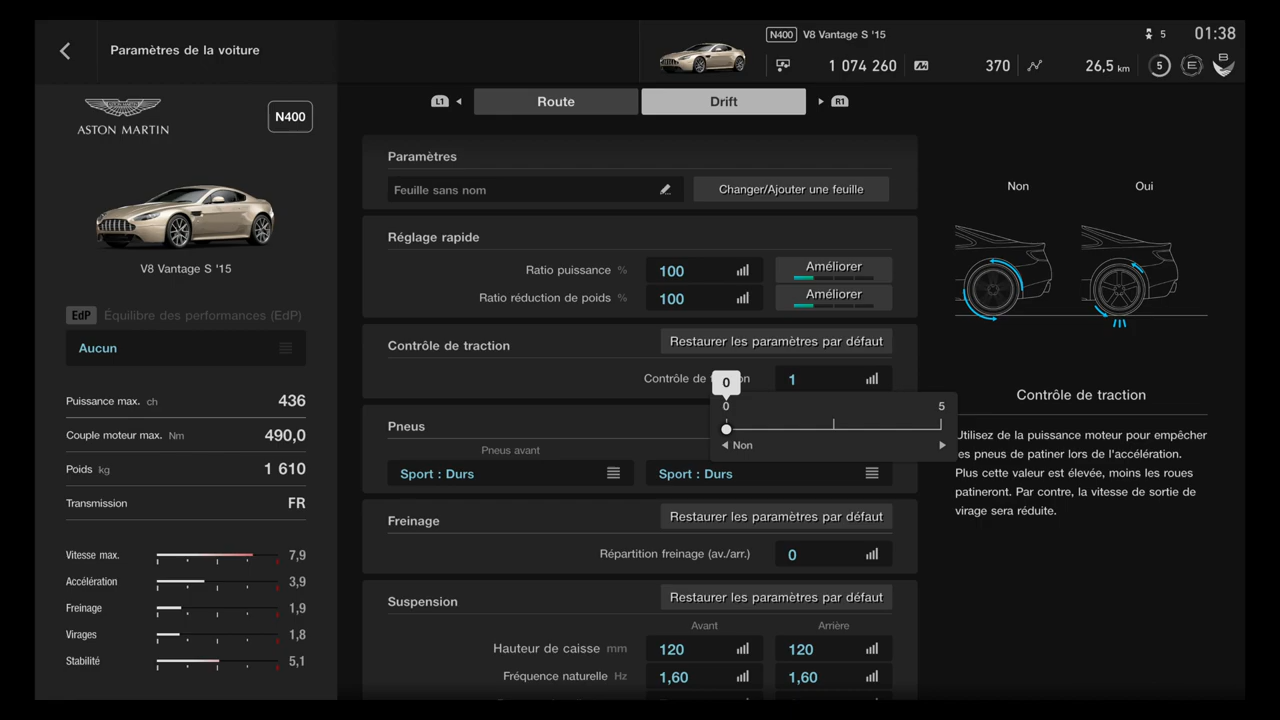 Paramètres de la voiture
N400 V8 Vantage S '15
5
01:38
1 074 260
370
26,5 km
5
E
B
L1
Route
Drift
R1
ASTON MARTIN
N400
V8 Vantage S '15
EdP Équilibre des performances (EdP)
Aucun
Puissance max. ch 436
Couple moteur max. Nm 490,0
Poids kg 1 610
Transmission FR
Vitesse max. 7,9
Accélération 3,9
Freinage 1,9
Virages 1,8
Stabilité 5,1
Paramètres
Feuille sans nom
Changer/Ajouter une feuille
Réglage rapide
Ratio puissance % 100 Améliorer
Ratio réduction de poids % 100 Améliorer
Contrôle de traction Restaurer les paramètres par défaut
Contrôle de on 1
0
0 5
Non
Pneus
Pneus avant
Sport : Durs Sport : Durs
Freinage Restaurer les paramètres par défaut
Répartition freinage (av./arr.) 0
Suspension Restaurer les paramètres par défaut
Avant Arrière
Hauteur de caisse mm 120 120
Fréquence naturelle Hz 1,60 1,60
Non Oui
Contrôle de traction
Utilisez de la puissance moteur pour empêcher
les pneus de patiner lors de l'accélération.
Plus cette valeur est élevée, moins les roues
patineront. Par contre, la vitesse de sortie de
virage sera réduite.